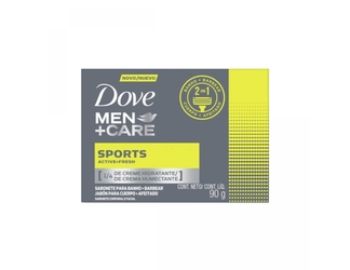 NOVO/NUEVO
Dove
MEN
+CARE
SPORTS
ACTIVE+FRESH
1/4 DE CREME HIDRATANTE/
DE CREMA HUMECTANTE
SABONETE PARA BANHO+BARBEAR
JABÓN PARA CUERPO+AFEITADO
CONT. NETO/ CONT. LÍQ.
90 g
2 em 1